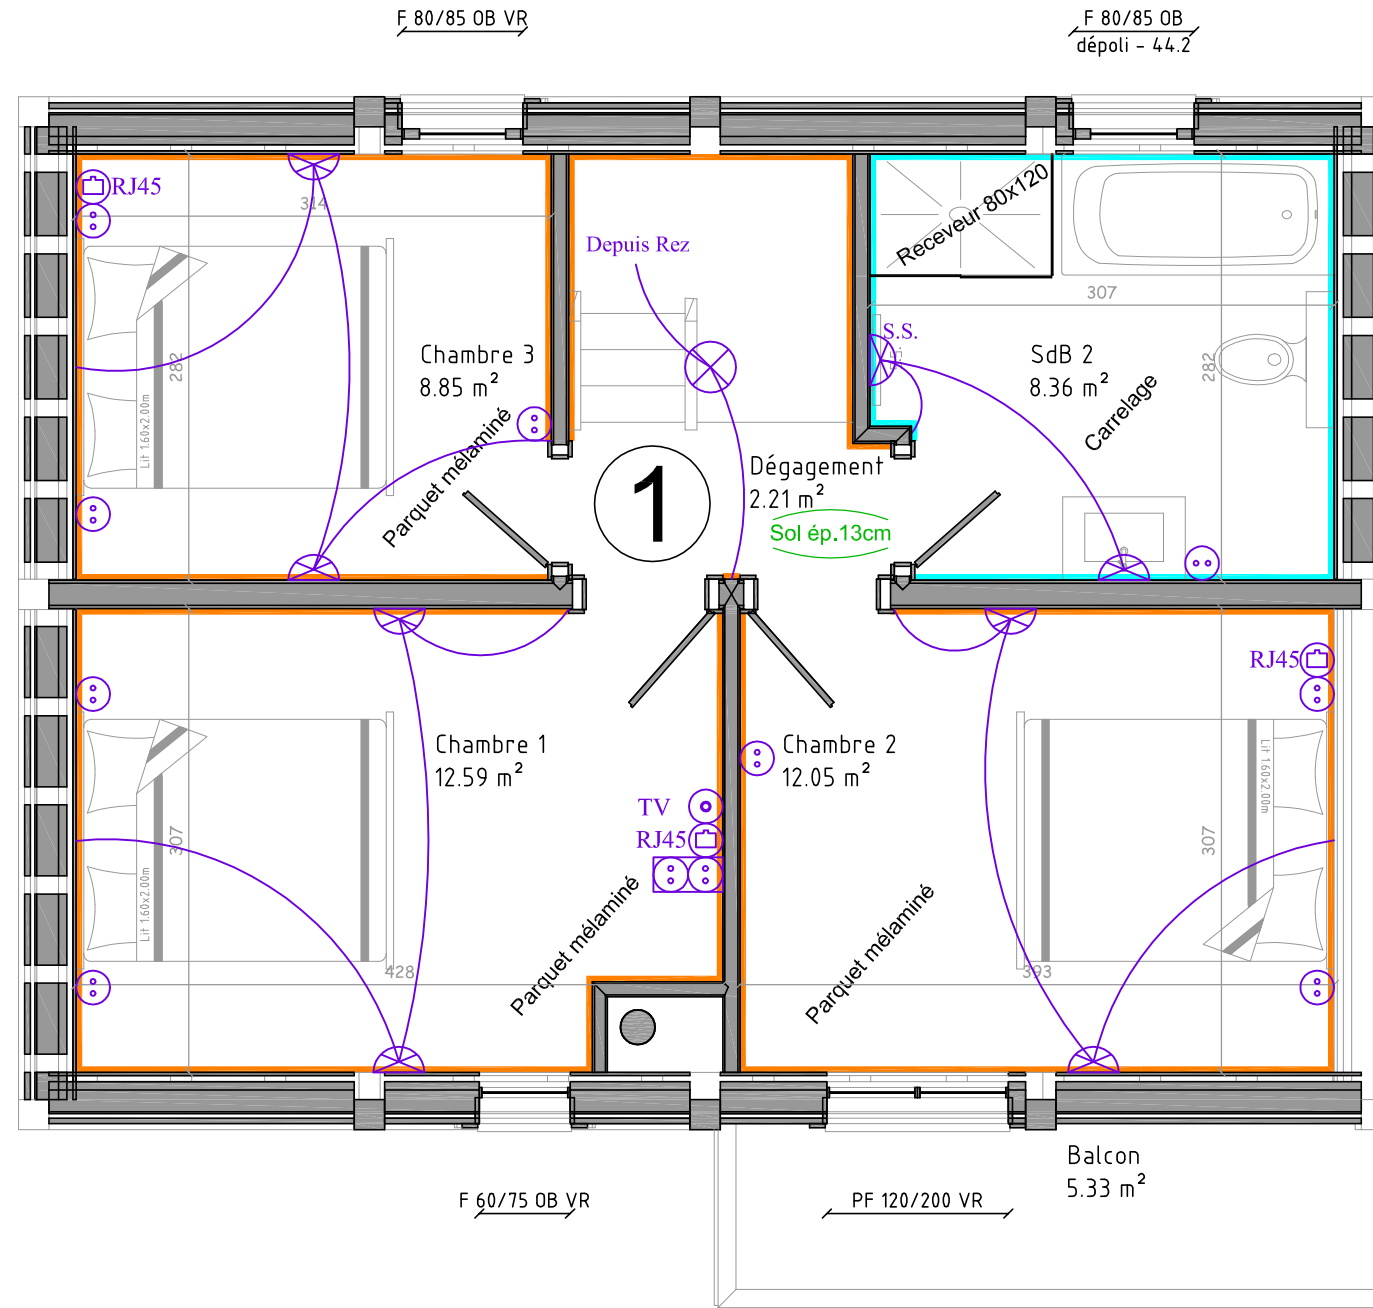 F 80/85 OB VR
F 80/85 OB
dépoli - 44.2
RJ45
314
Depuis Rez
Receveur 80x120
307
S.S.
Chambre 3
8.85 m²
282
Lit 1.60x2.00m
Parquet mélaminé
SdB 2
8.36 m²
282
Carrelage
1
Dégagement
2.21 m²
Sol ép.13cm
RJ45
Chambre 1
12.59 m²
307
Lit 1.60x2.00m
428
TV
RJ45
Parquet mélaminé
Chambre 2
12.05 m²
Lit 1.60x2.00m
307
393
Parquet mélaminé
Balcon
5.33 m²
F 60/75 OB VR
PF 120/200 VR